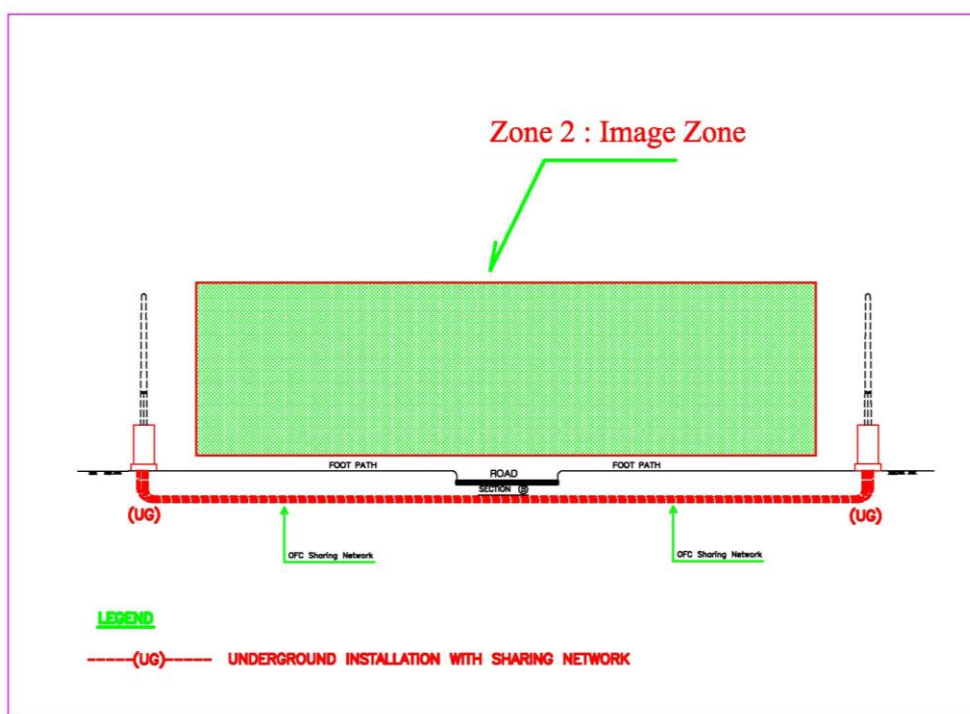 Zone 2 : Image Zone
FOOT PATH
ROAD
FOOT PATH
SECTION B
(UG)
(UG)
OFC Sharing Network
OFC Sharing Network
LEGEND
-----(UG)----- UNDERGROUND INSTALLATION WITH SHARING NETWORK